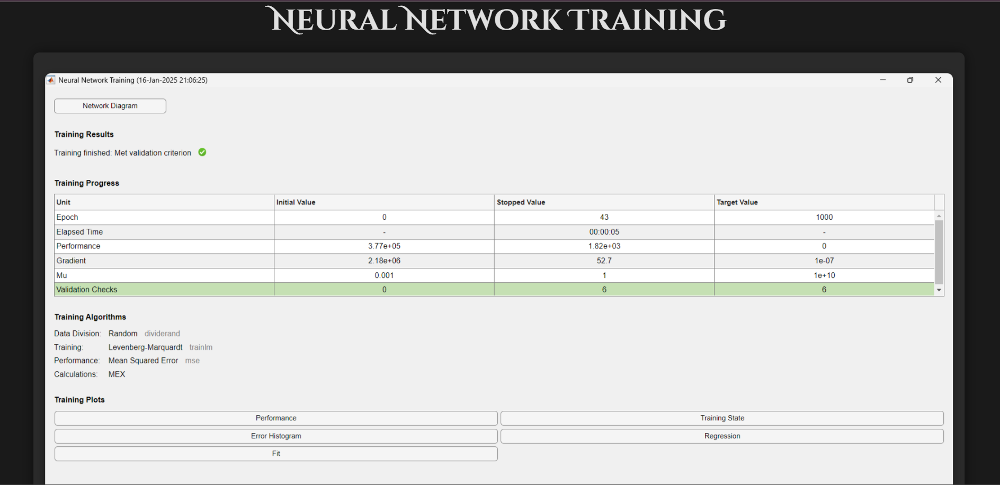 NEURAL NETWORK TRAINING
Neural Network Training (16-Jan-2025 21:06:25)
Network Diagram
Training Results
Training finished: Met validation criterion
Training Progress
Unit Initial Value Stopped Value Target Value
Epoch 0 43 1000
Elapsed Time - 00:00:05 -
Performance 3.77e+05 1.82e+03 0
Gradient 2.18e+06 52.7 1e-07
Mu 0.001 1 1e+10
Validation Checks 0 6 6
Training Algorithms
Data Division: Random dividerand
Training: Levenberg-Marquardt trainlm
Performance: Mean Squared Error mse
Calculations: MEX
Training Plots
Performance Training State
Error Histogram Regression
Fit